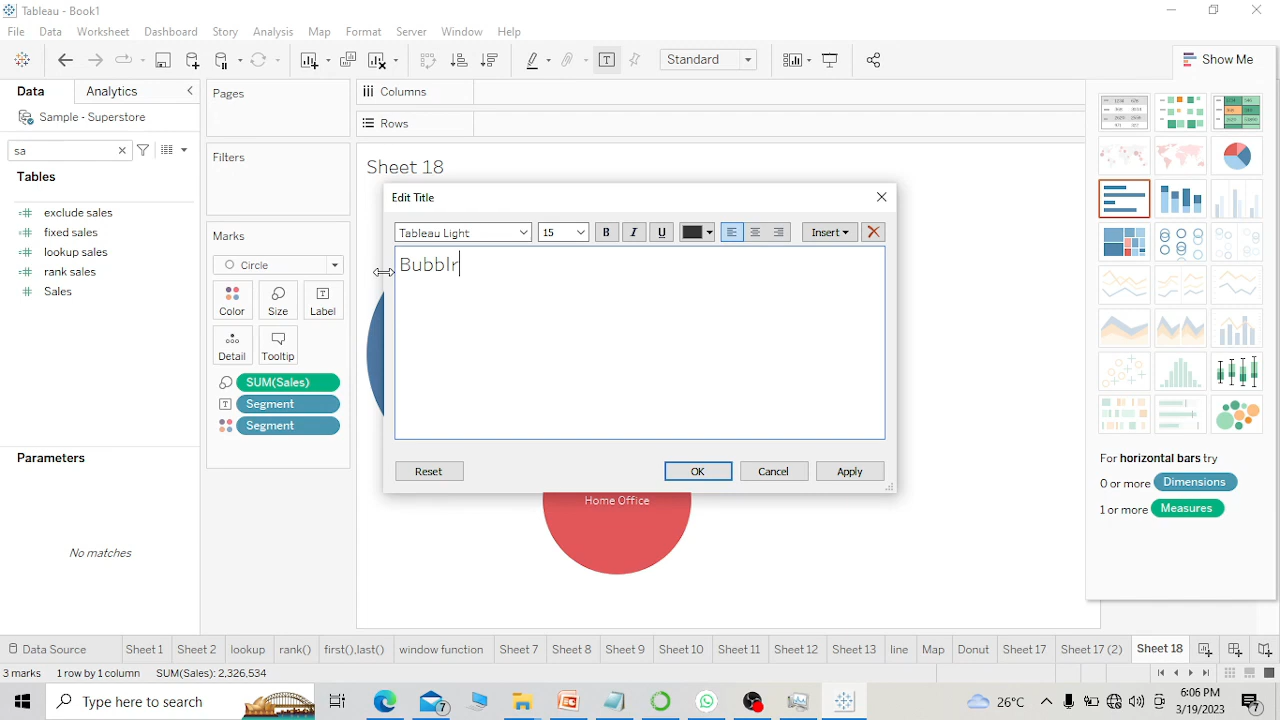 Tableau - Book1
File Data Worksheet Dashboard Story Analysis Map Format Server Window Help
Standard
Show Me
Data Analytics
Pages
Columns
Sample - Superstore
Rows
sa
Filters
Tables
Sheet 18
Edit Title
exclude sales
fixed sales
lookup sales
rank sales
Sales
Marks
Tableau Light 15 B I U Insert
Circle
Bubblr
Color Size Label
Detail Tooltip
SUM(Sales)
Segment
Segment
Parameters
For horizontal bars try
Reset OK Cancel Apply
0 or more Dimensions
1 or more Measures
Home Office
No matches
Data Source Sheet 1 Sheet 2 lookup rank() first(),last() window function Sheet 7 Sheet 8 Sheet 9 Sheet 10 Sheet 11 Sheet 12 Sheet 13 line Map Donut Sheet 17 Sheet 17 (2) Sheet 18
3 marks 1 row by 1 column SUM(Sales): 2,326,534
Type here to search
7
26°C
6:06 PM
3/19/2023
7